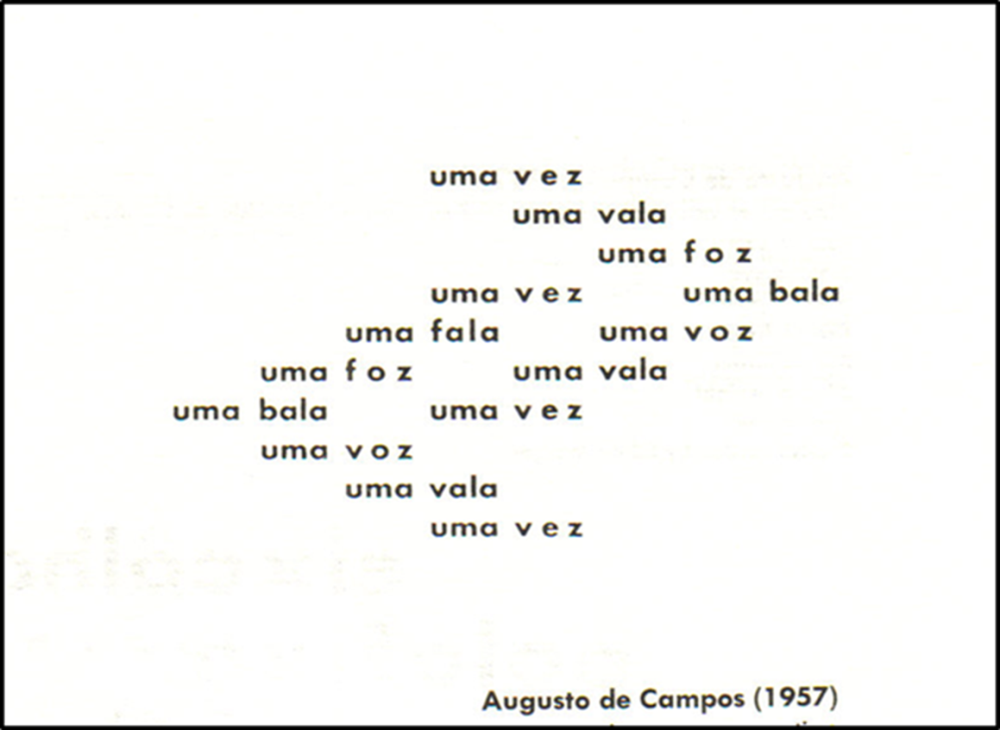 uma vez
uma vala
uma foz
uma vez uma bala
uma fala uma voz
uma foz uma vala
uma bala uma vez
uma voz
uma vala
uma vez
Augusto de Campos (1957)